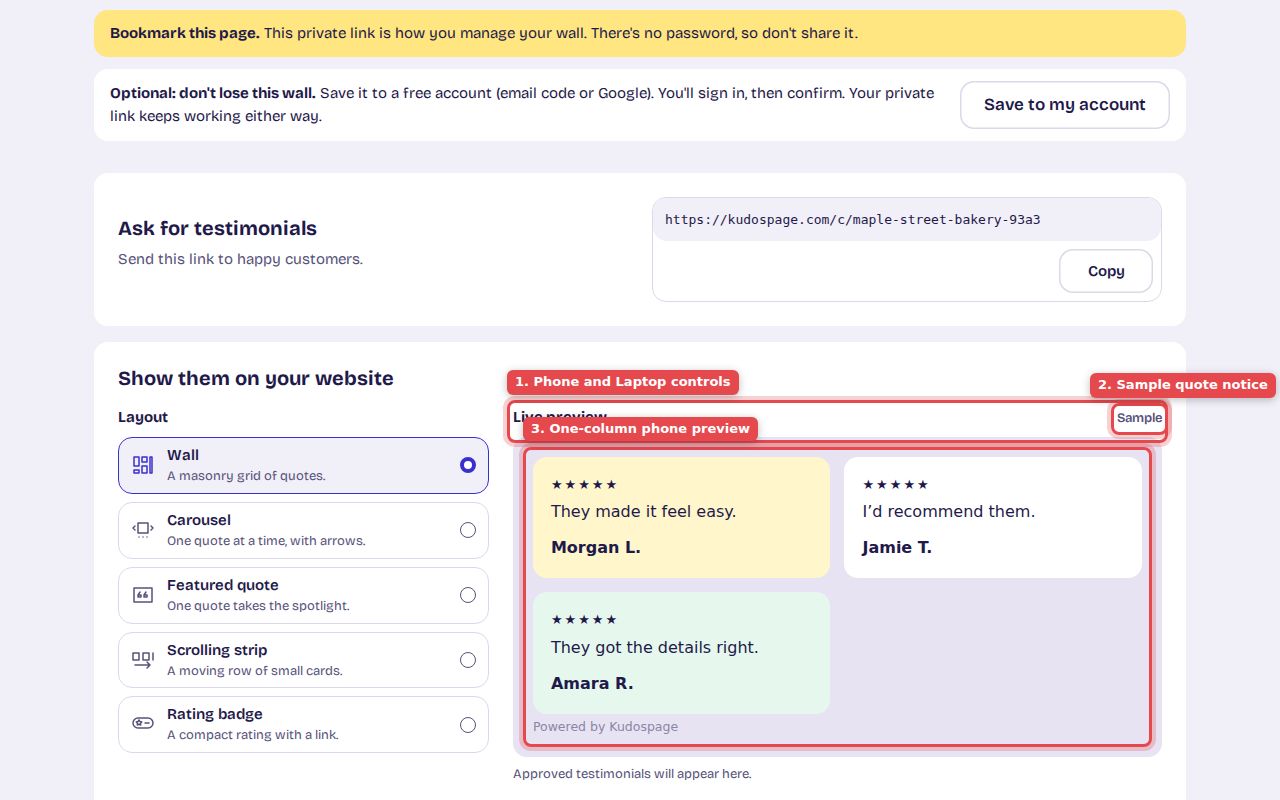 Bookmark this page. This private link is how you manage your wall. There's no password, so don't share it.
Optional: don't lose this wall. Save it to a free account (email code or Google). You'll sign in, then confirm. Your private
link keeps working either way.
Save to my account
Ask for testimonials
Send this link to happy customers.
https://kudospage.com/c/maple-street-bakery-93a3
Copy
Show them on your website
Layout
Wall
A masonry grid of quotes.
Carousel
One quote at a time, with arrows.
Featured quote
One quote takes the spotlight.
Scrolling strip
A moving row of small cards.
Rating badge
A compact rating with a link.
1. Phone and Laptop controls
2. Sample quote notice
Live preview
Sample
3. One-column phone preview
★★★★★
They made it feel easy.
Morgan L.
★★★★★
I’d recommend them.
Jamie T.
★★★★★
They got the details right.
Amara R.
Powered by Kudospage
Approved testimonials will appear here.